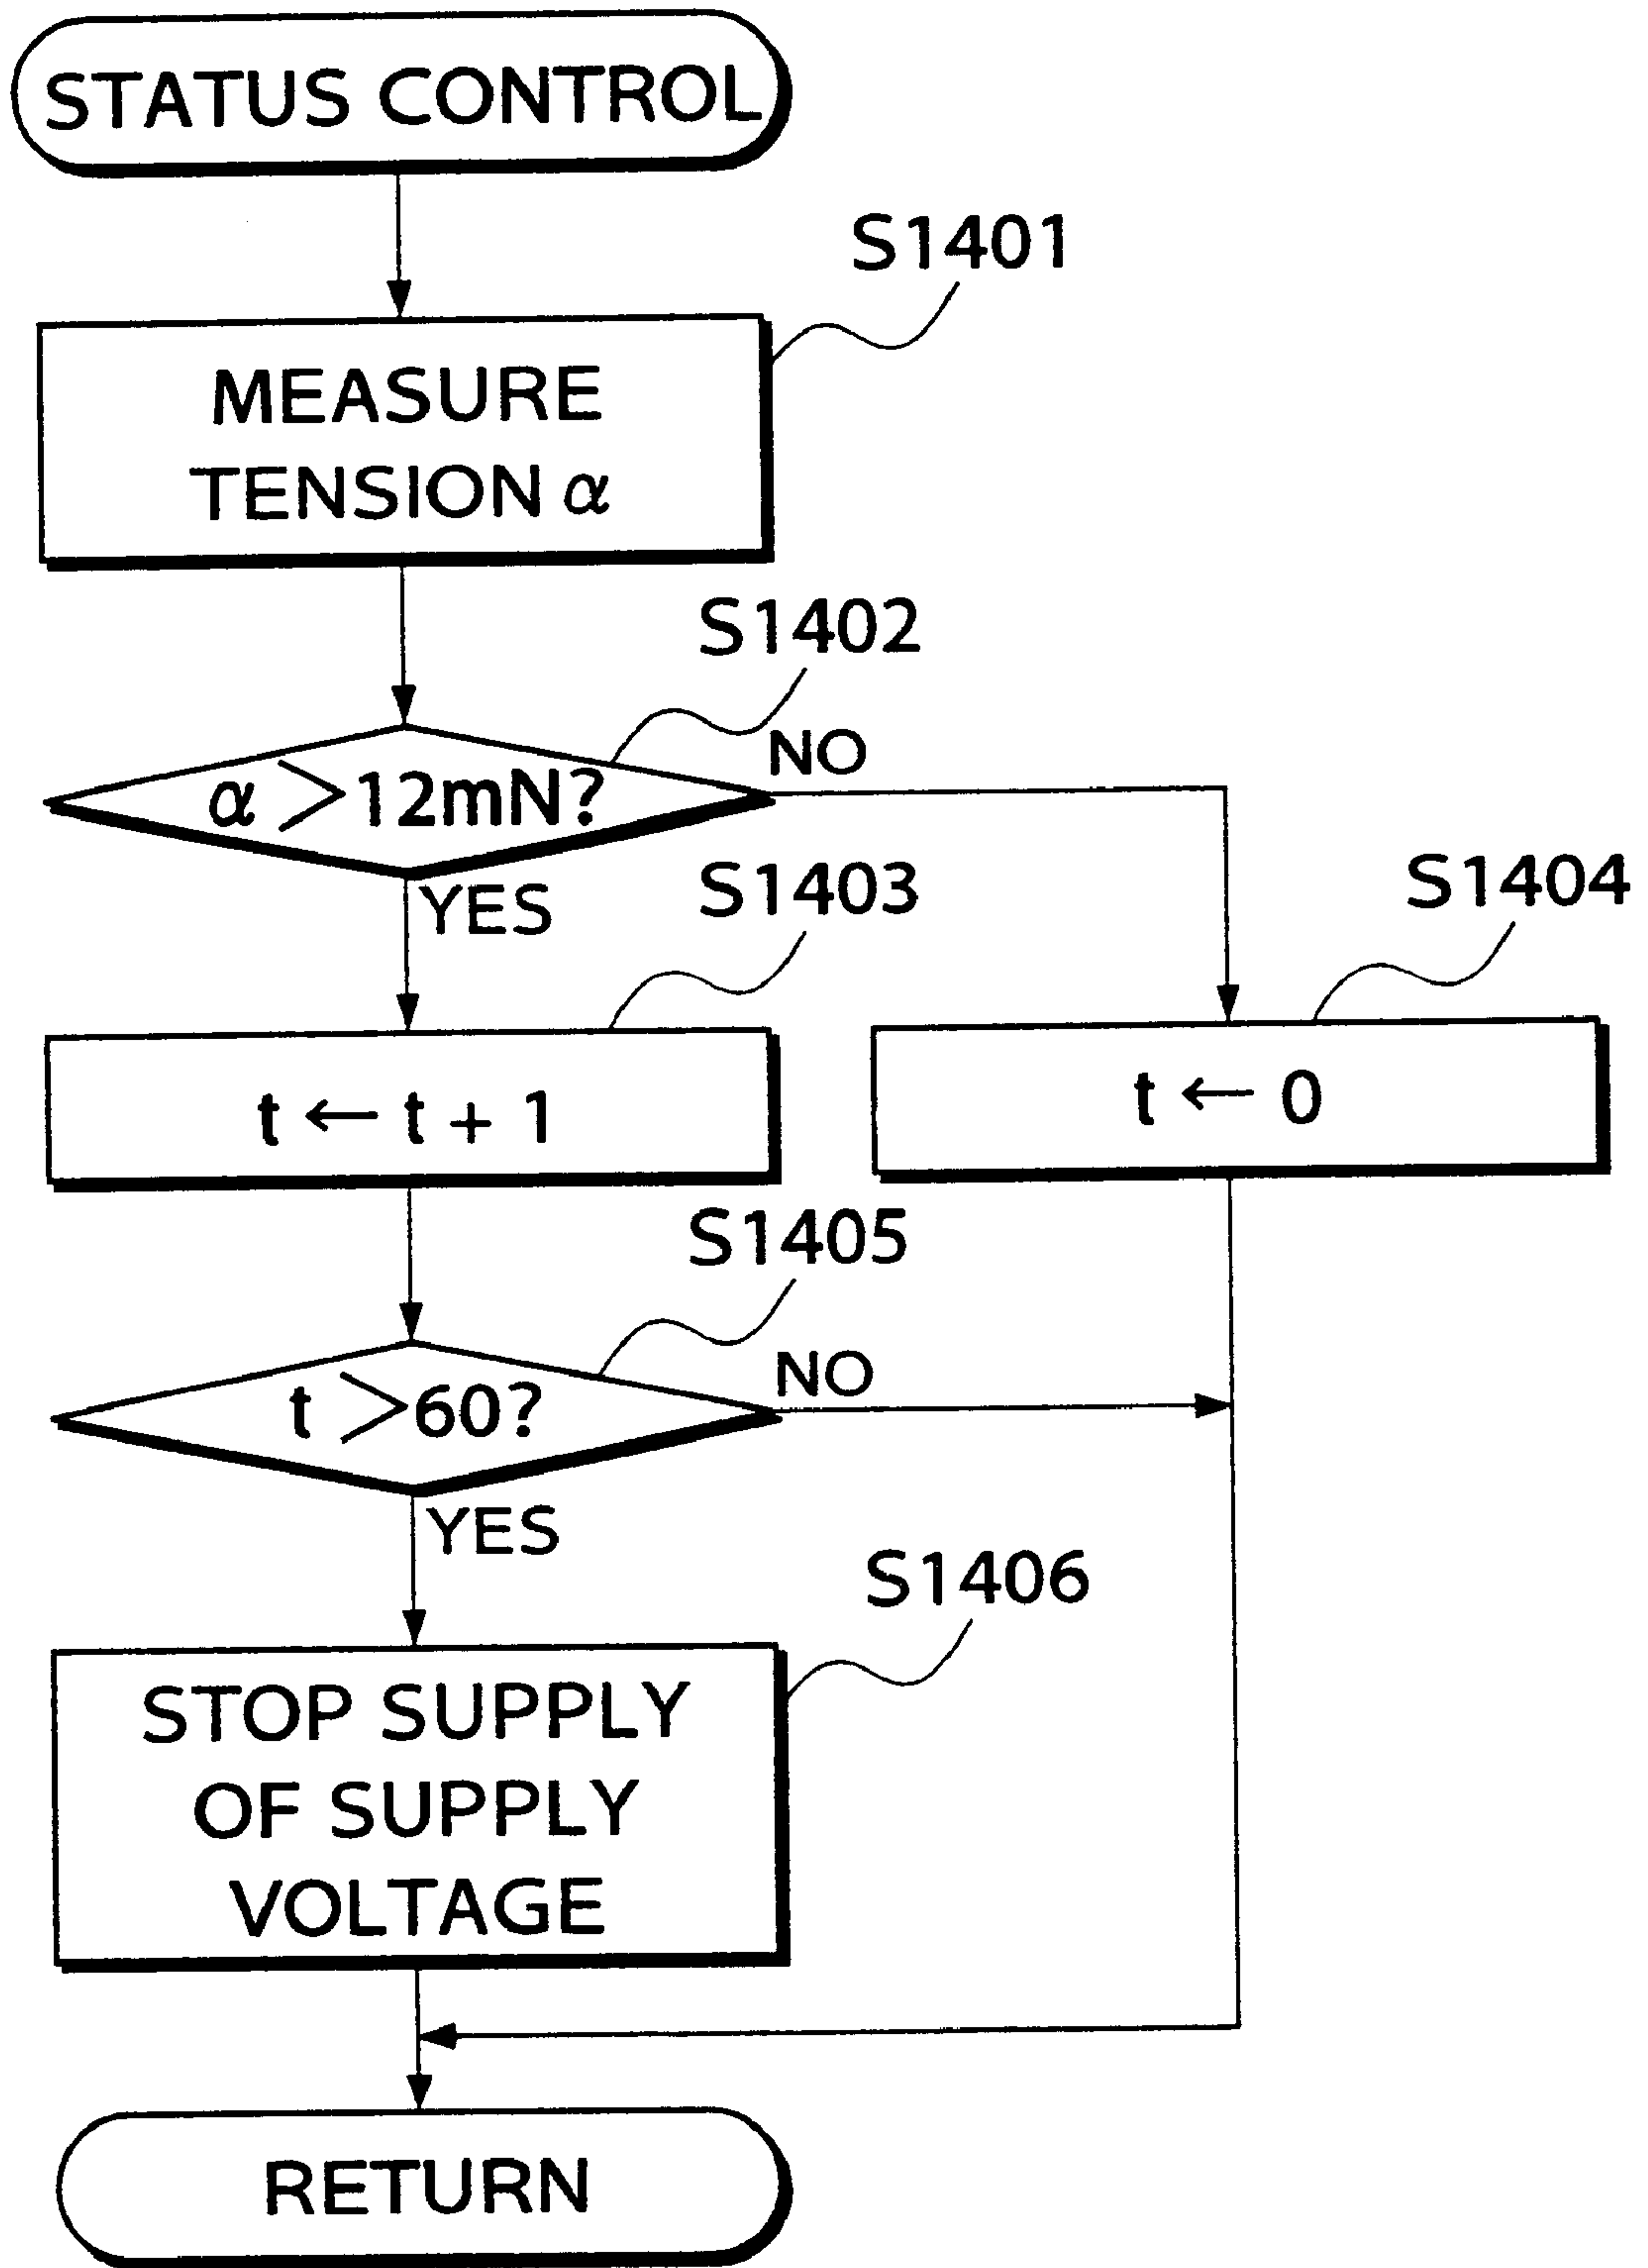 STATUS CONTROL
S1401
MEASURE
TENSION α
S1402
α > 12mN?
NO
YES
S1403
S1404
t ← t + 1
t ← 0
S1405
t > 60?
NO
YES
S1406
STOP SUPPLY
OF SUPPLY
VOLTAGE
RETURN